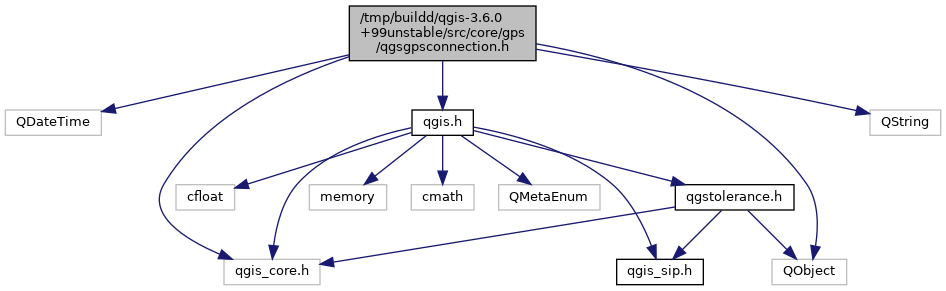 /tmp/buildd/qgis-3.6.0
+99unstable/src/core/gps
/qgsgpsconnection.h
QDateTime
qgis.h
QString
cfloat
memory
cmath
QMetaEnum
qgstolerance.h
qgis_core.h
qgis_sip.h
QObject